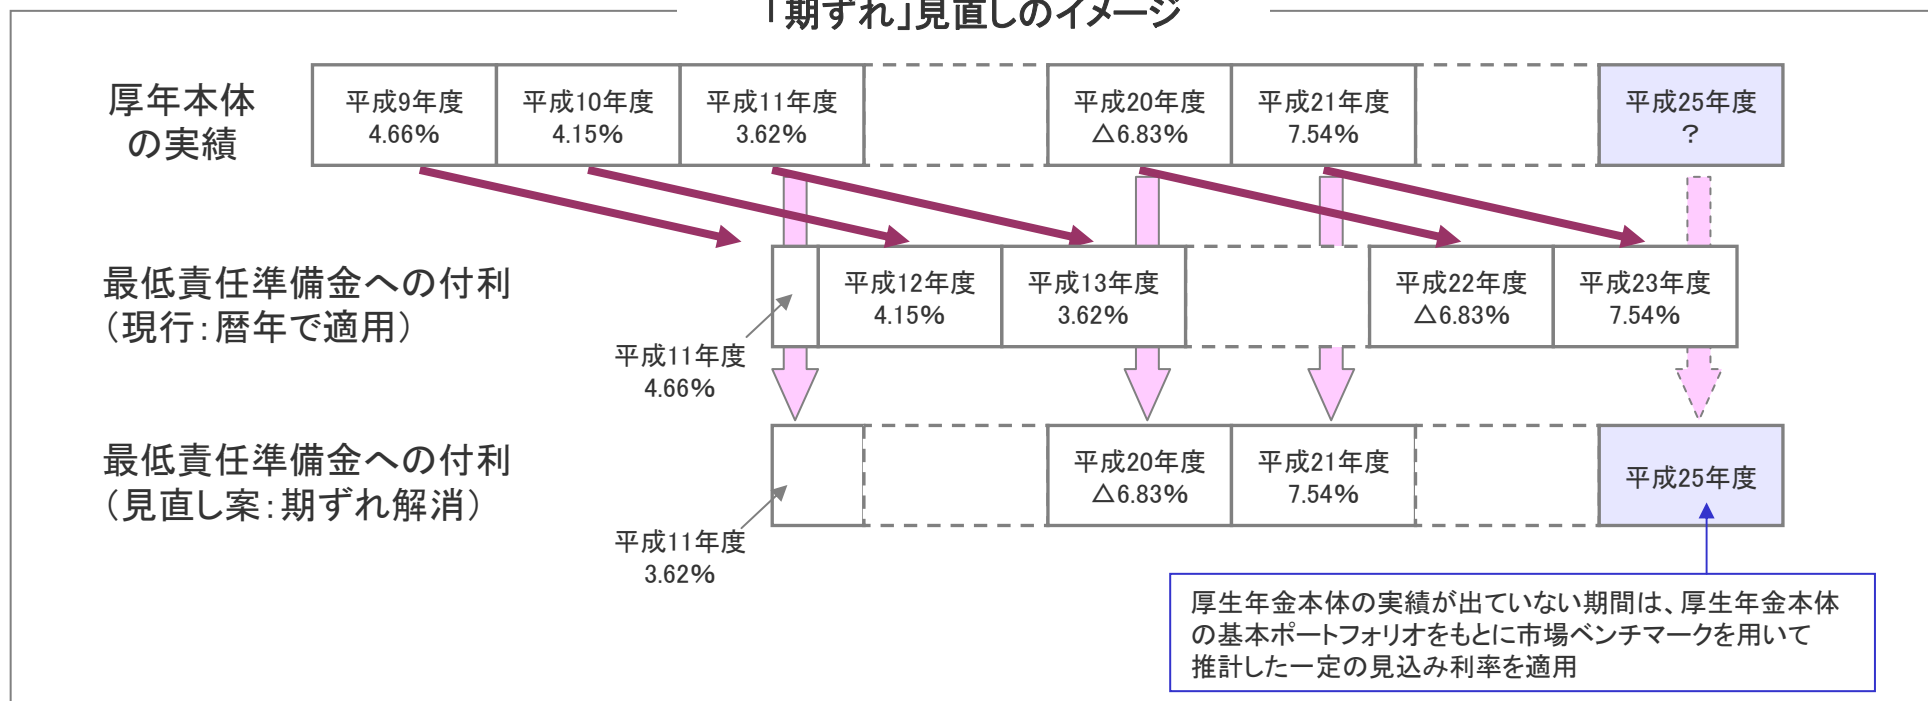 「期ずれ」見直しのイメージ
厚年本体
の実績
平成9年度
4.66%
平成10年度
4.15%
平成11年度
3.62%
平成20年度
△6.83%
平成21年度
7.54%
平成25年度
？
最低責任準備金への付利
（現行：暦年で適用）
平成11年度
4.66%
平成12年度
4.15%
平成13年度
3.62%
平成22年度
△6.83%
平成23年度
7.54%
最低責任準備金への付利
（見直し案：期ずれ解消）
平成11年度
3.62%
平成20年度
△6.83%
平成21年度
7.54%
平成25年度
厚生年金本体の実績が出ていない期間は、厚生年金本体
の基本ポートフォリオをもとに市場ベンチマークを用いて
推計した一定の見込み利率を適用